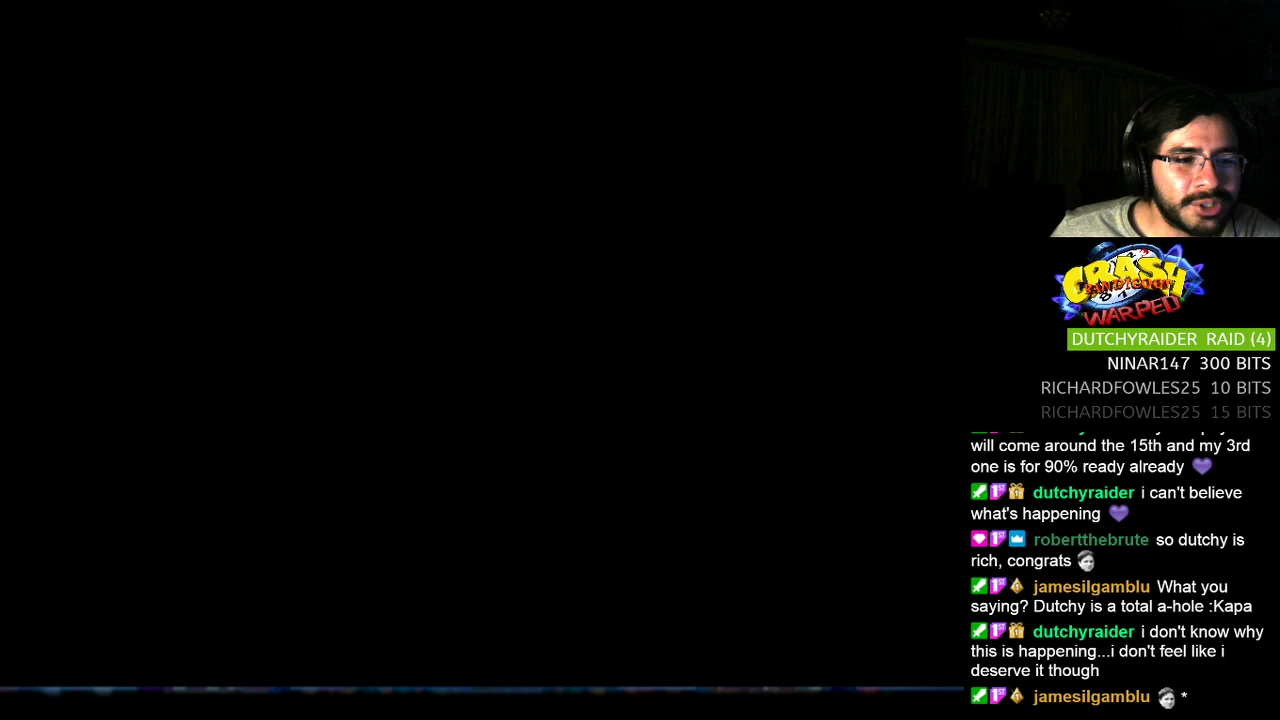 CRASH
BANDICOOT
WARPED
DUTCHYRAIDER RAID (4)
NINAR147 300 BITS
RICHARDFOWLES25 10 BITS
RICHARDFOWLES25 15 BITS
will come around the 15th and my 3rd
one is for 90% ready already
dutchyraider i can't believe
what's happening
robertthebrute so dutchy is
rich, congrats
jamesilgamblu What you
saying? Dutchy is a total a-hole :Kapa
dutchyraider i don't know why
this is happening...i don't feel like i
deserve it though
jamesilgamblu *